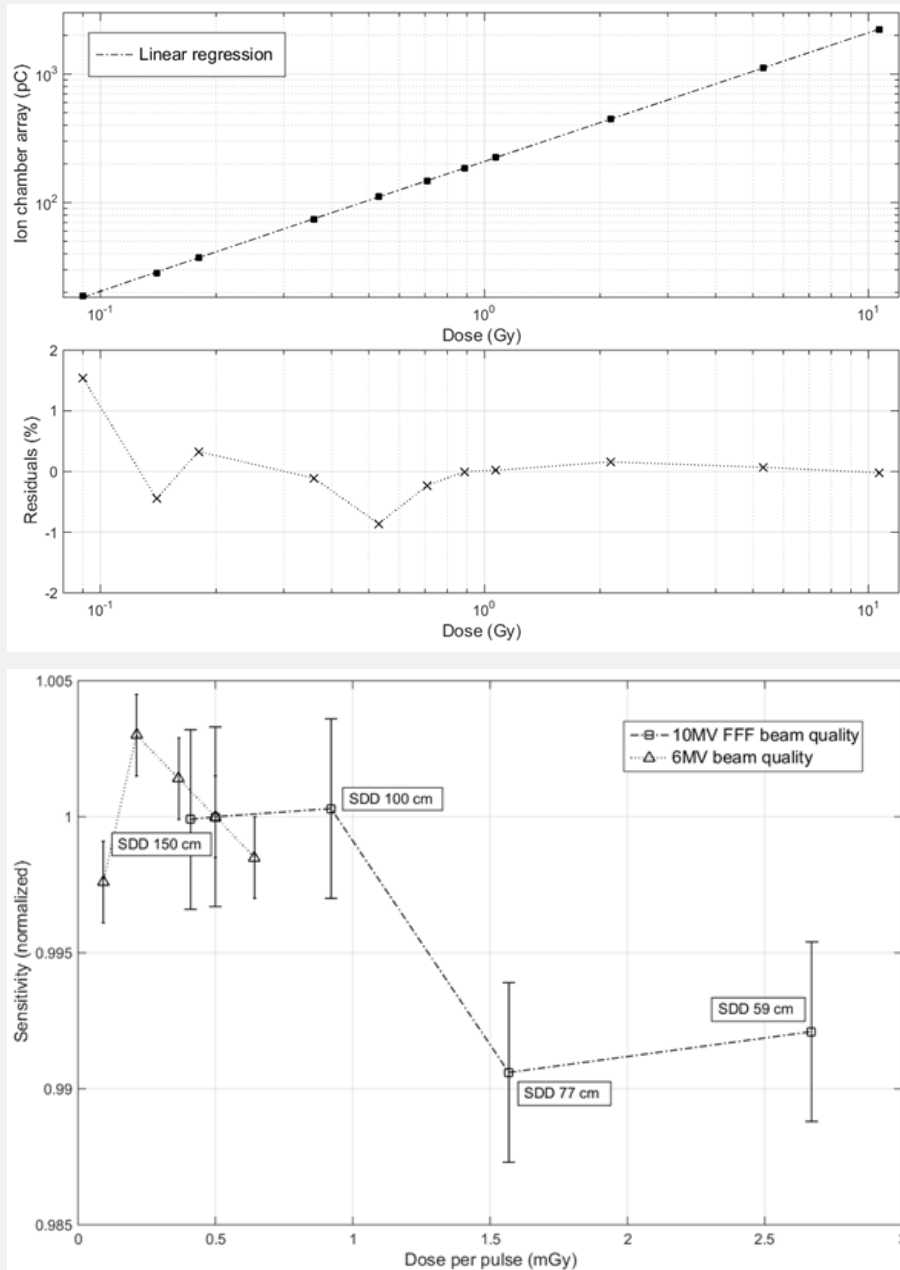 Linear regression
Ion chamber array (pC)
10³
10²
10⁻¹
10⁰
10¹
Dose (Gy)
Residuals (%)
2
1
0
-1
-2
10⁻¹
10⁰
10¹
Dose (Gy)
Sensitivity (normalized)
1.005
1
0.995
0.99
0.985
10MV FFF beam quality
6MV beam quality
SDD 100 cm
SDD 150 cm
SDD 59 cm
SDD 77 cm
0
0.5
1
1.5
2
2.5
3
Dose per pulse (mGy)